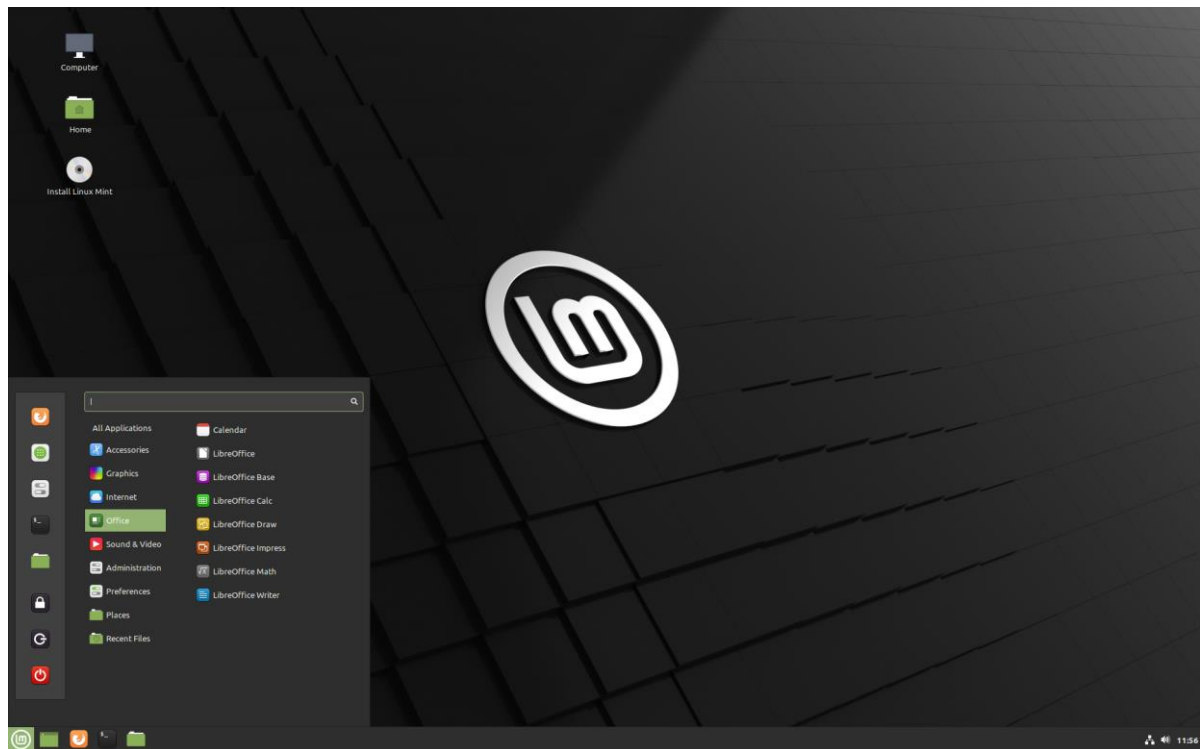 Computer
Home
Install Linux Mint
All Applications
Accessories
Graphics
Internet
Office
Sound & Video
Administration
Preferences
Places
Recent Files
Calendar
LibreOffice
LibreOffice Base
LibreOffice Calc
LibreOffice Draw
LibreOffice Impress
LibreOffice Math
LibreOffice Writer
11:56